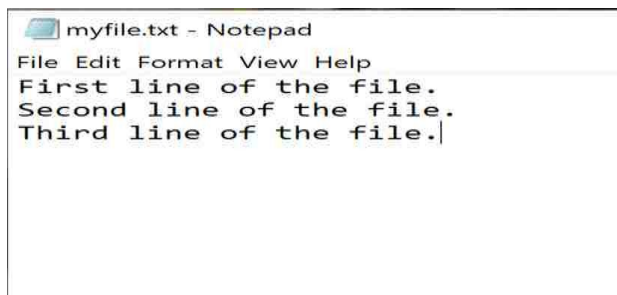 myfile.txt - Notepad
File Edit Format View Help
First line of the file.
Second line of the file.
Third line of the file.